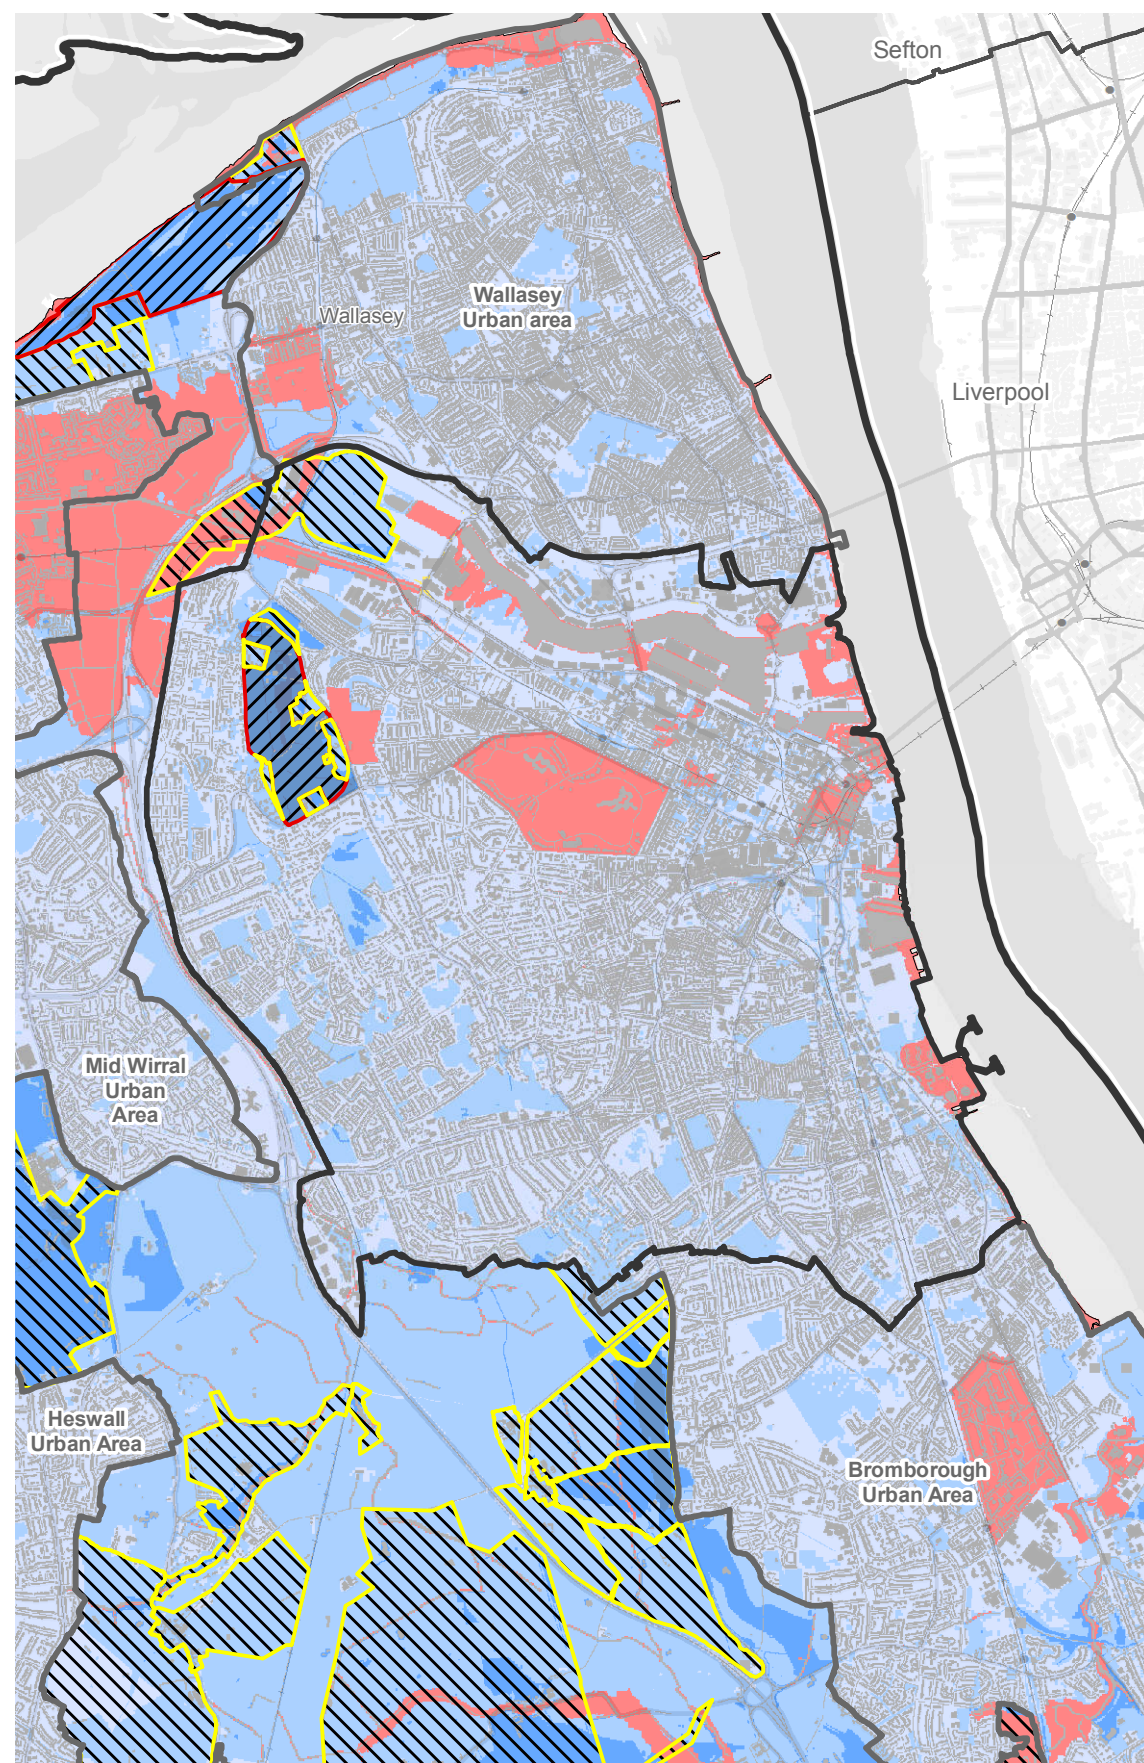 Sefton
Wallasey
Urban area
Wallasey
Liverpool
Mid Wirral
Urban
Area
Heswall
Urban Area
Bromborough
Urban Area